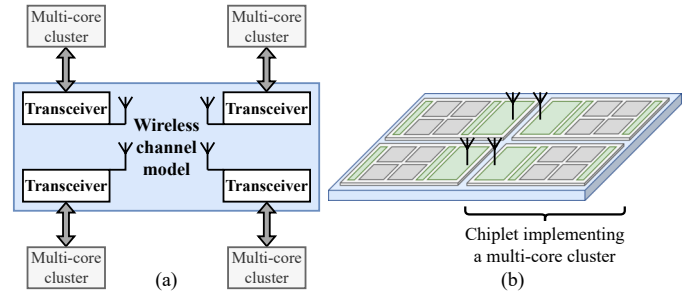 Multi-core
cluster
Multi-core
cluster
Transceiver
Transceiver
Wireless
channel
model
Transceiver
Transceiver
Multi-core
cluster
(a)
Multi-core
cluster
Chiplet implementing
a multi-core cluster
(b)